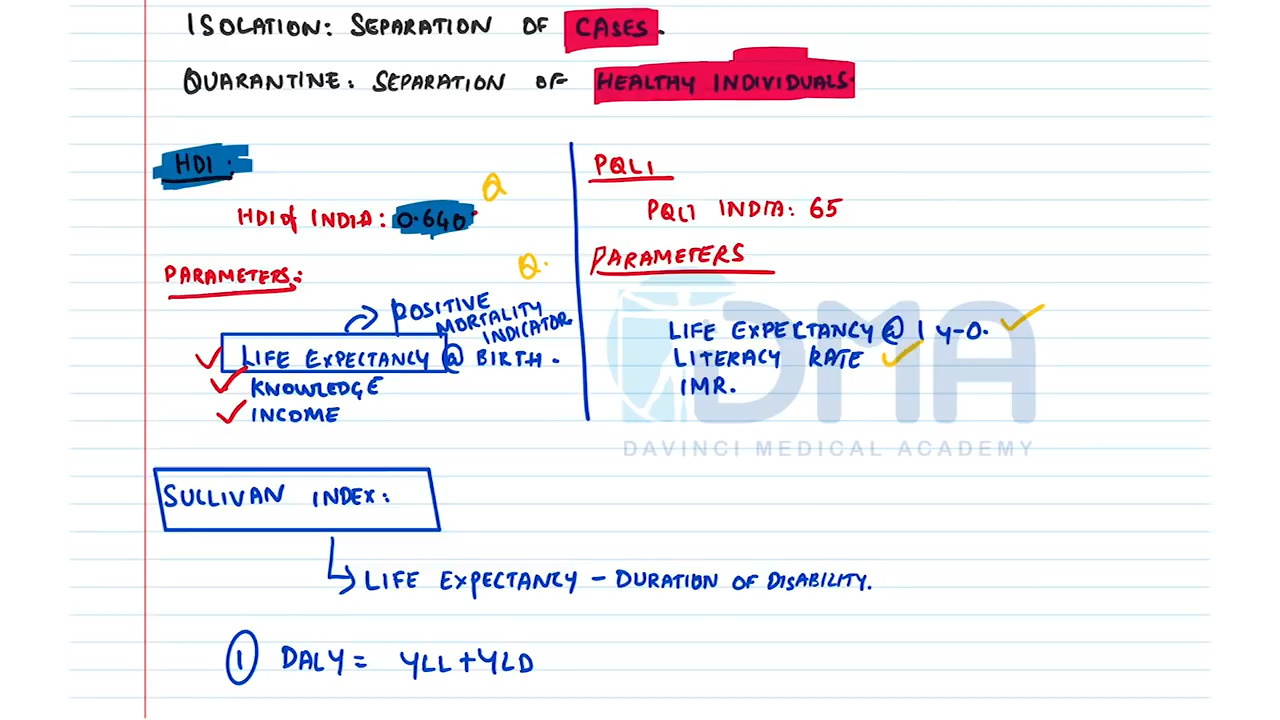 ISOLATION: SEPARATION OF CASES.
QUARANTINE: SEPARATION OF HEALTHY INDIVIDUALS.
HDI:
HDI of INDIA: 0.640.
Q
PARAMETERS:
Q.
POSITIVE
MORTALITY
INDICATOR
LIFE EXPECTANCY @ BIRTH.
KNOWLEDGE
INCOME
PQLI
PQLI INDIA: 65
PARAMETERS
LIFE EXPECTANCY @ 1 y-O.
LITERACY RATE
IMR.
DMA
DAVINCI MEDICAL ACADEMY
SULLIVAN INDEX:
LIFE EXPECTANCY - DURATION OF DISABILITY.
1 DALY = YLL + YLD